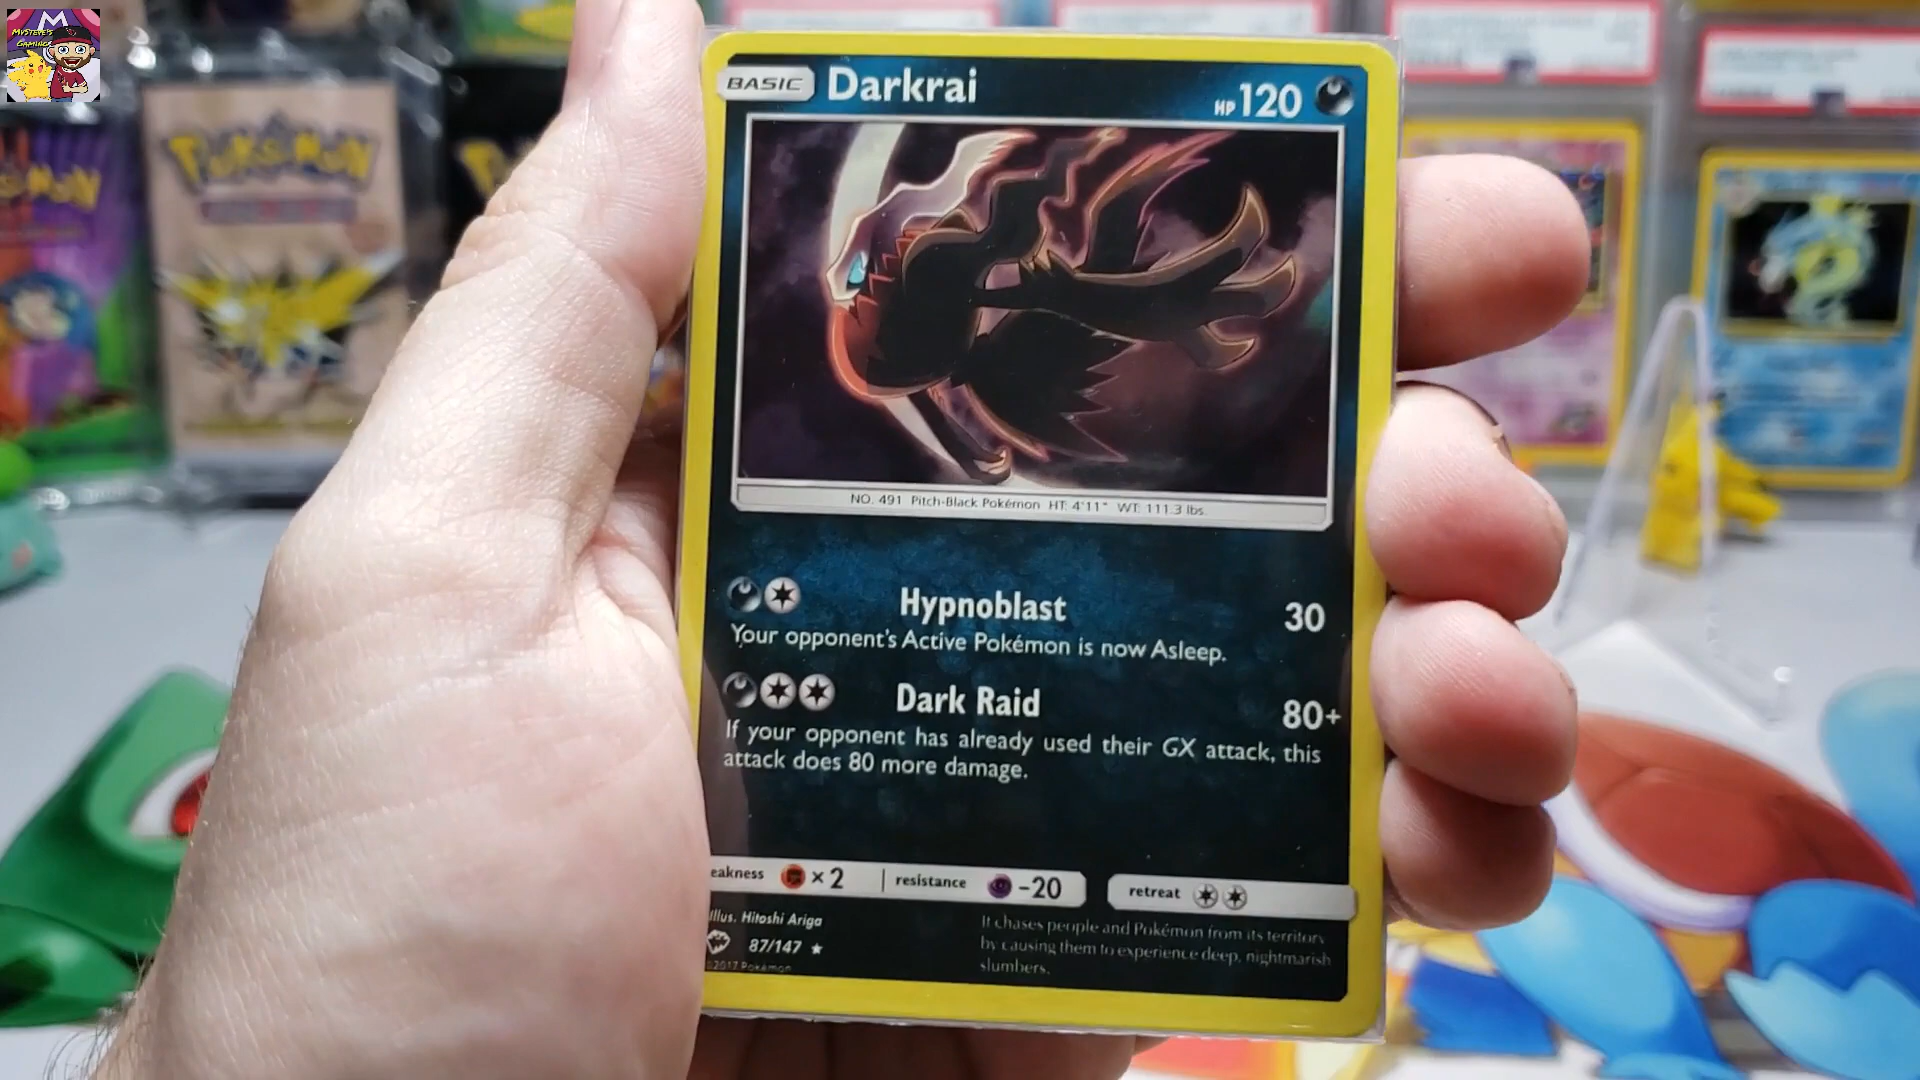 MvSteve's
Gaming
M
POKéMON
BASIC Darkrai HP 120
NO. 491 Pitch-Black Pokémon HT: 4'11" WT: 111.3 lbs.
Hypnoblast 30
Your opponent's Active Pokémon is now Asleep.
Dark Raid 80+
If your opponent has already used their GX attack, this
attack does 80 more damage.
eakness ×2 resistance -20 retreat
Illus. Hitoshi Ariga
87/147
©2017 Pokémon
It chases people and Pokémon from its territory
by causing them to experience deep, nightmarish
slumbers.